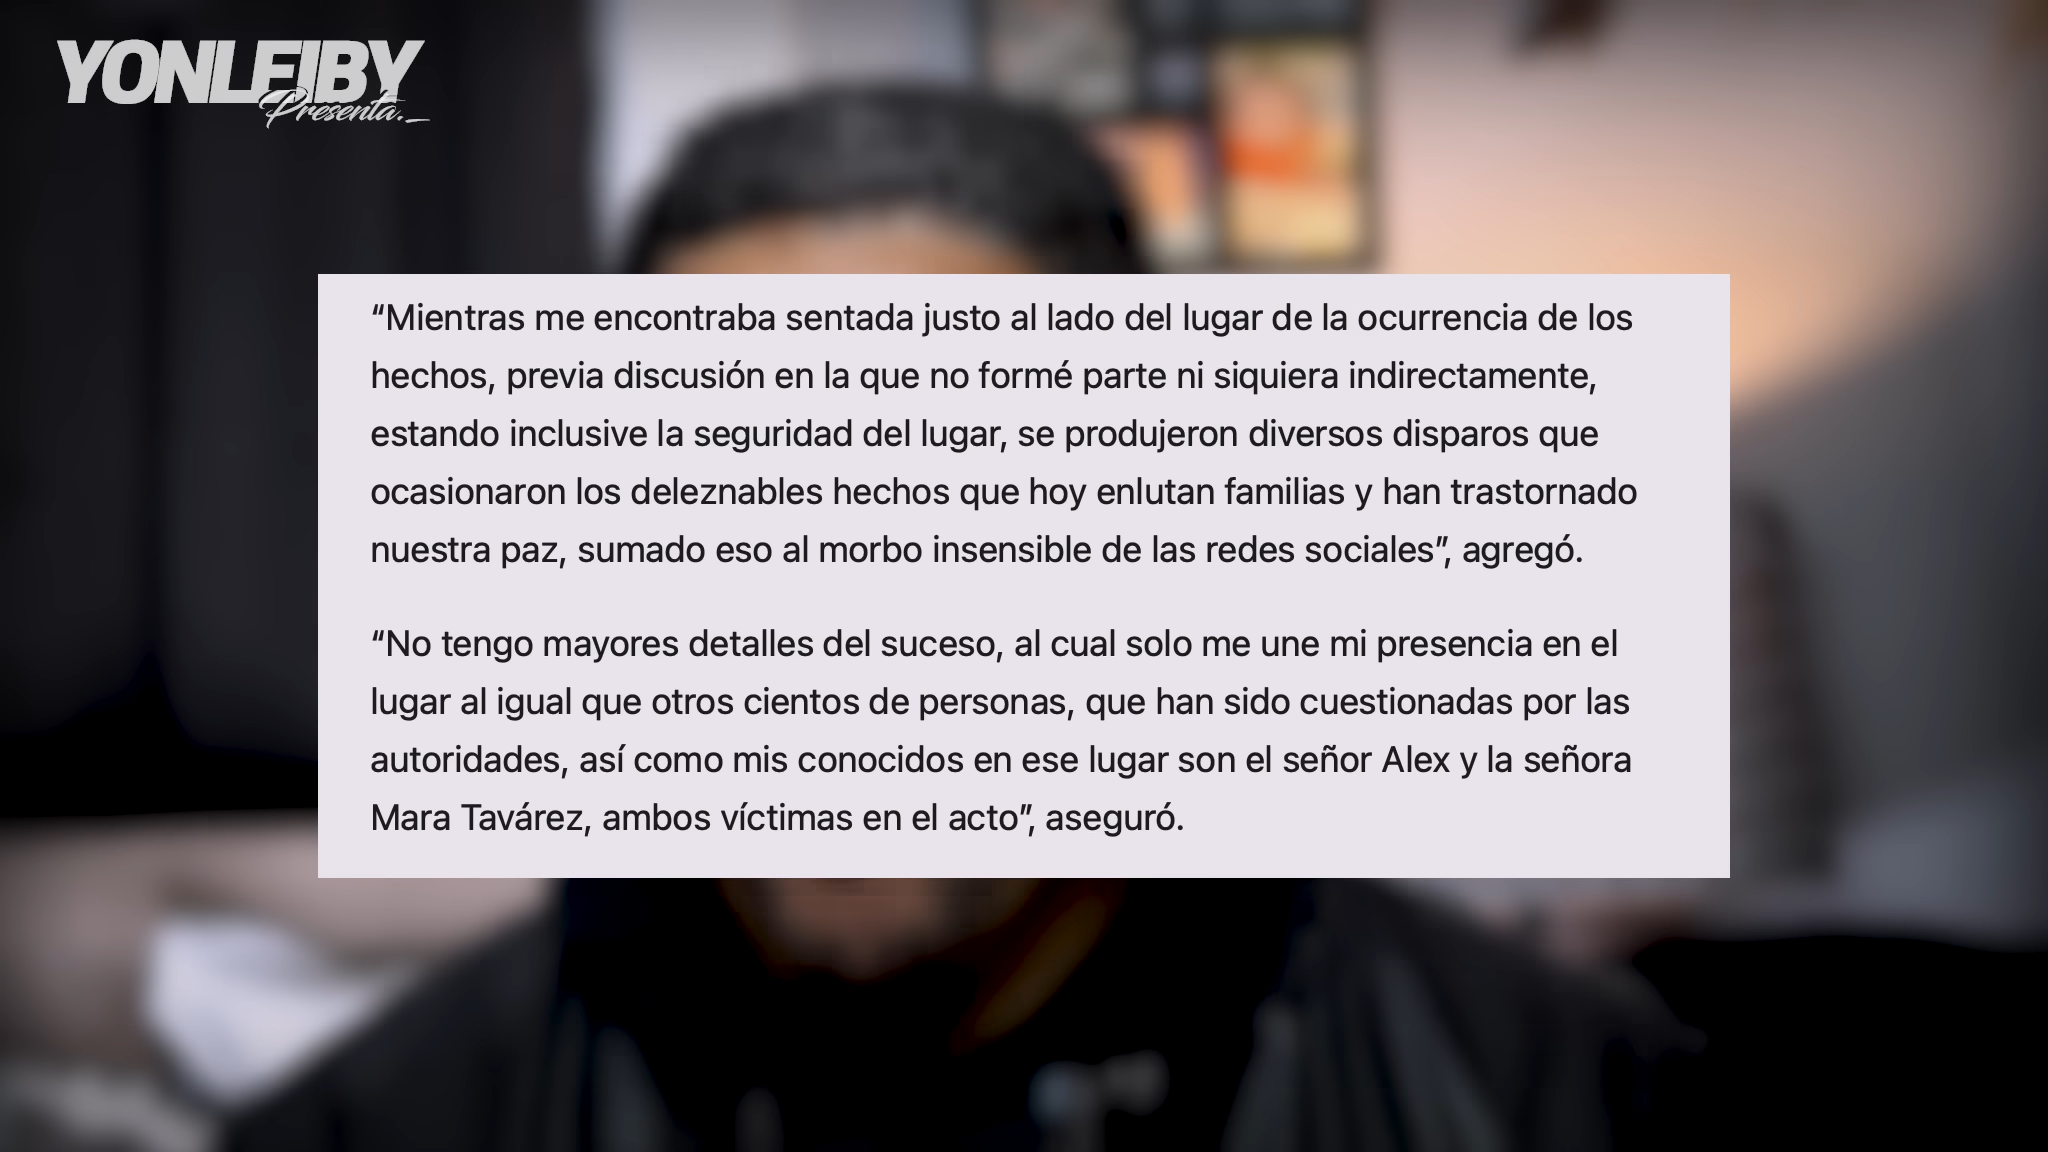 YONLEIBY
Presenta.
“Mientras me encontraba sentada justo al lado del lugar de la ocurrencia de los
hechos, previa discusión en la que no formé parte ni siquiera indirectamente,
estando inclusive la seguridad del lugar, se produjeron diversos disparos que
ocasionaron los deleznables hechos que hoy enlutan familias y han trastornado
nuestra paz, sumado eso al morbo insensible de las redes sociales”, agregó.
“No tengo mayores detalles del suceso, al cual solo me une mi presencia en el
lugar al igual que otros cientos de personas, que han sido cuestionadas por las
autoridades, así como mis conocidos en ese lugar son el señor Alex y la señora
Mara Tavárez, ambos víctimas en el acto”, aseguró.